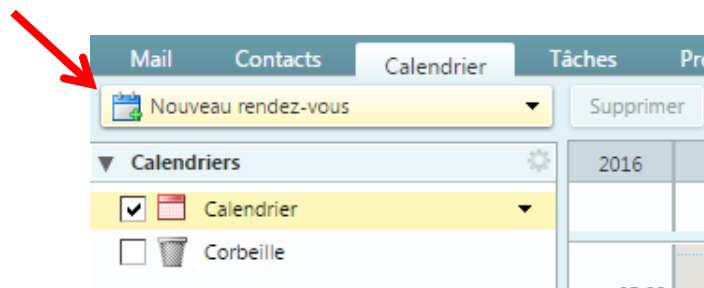 Mail Contacts Calendrier Tâches
Nouveau rendez-vous Supprimer
Calendriers 2016
Calendrier
Corbeille